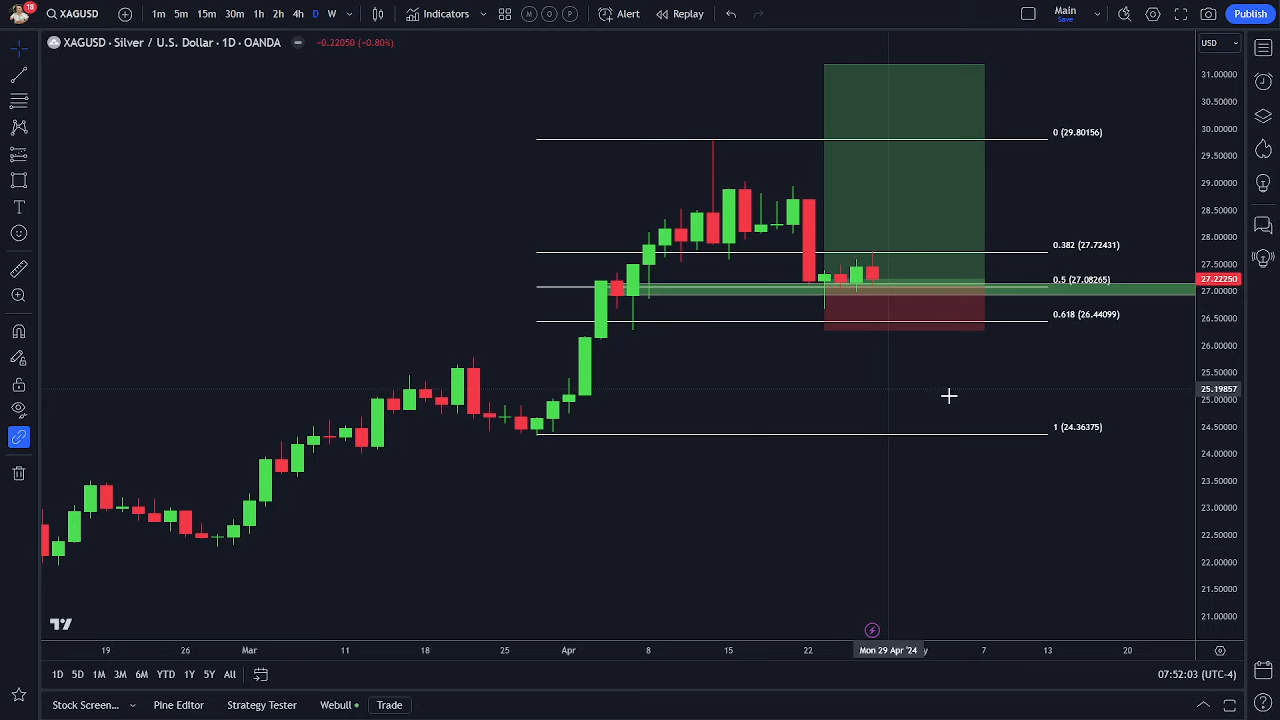 18
XAGUSD
1m 5m 15m 30m 1h 2h 4h D W
Indicators
M O P
Alert
Replay
Main
Save
Publish
XAGUSD · Silver / U.S. Dollar · 1D · OANDA
−0.22050 (−0.80%)
USD
31.00000
30.50000
30.00000
29.50000
29.00000
28.50000
28.00000
27.50000
27.22250
27.00000
26.50000
26.00000
25.50000
25.19857
25.00000
24.50000
24.00000
23.50000
23.00000
22.50000
22.00000
21.50000
21.00000
0 (29.80156)
0.382 (27.72431)
0.5 (27.08265)
0.618 (26.44099)
1 (24.36375)
19 26 Mar 11 18 25 Apr 8 15 22 Mon 29 Apr '24 y 7 13 20
1D 5D 1M 3M 6M YTD 1Y 5Y All
07:52:03 (UTC-4)
Stock Screen... Pine Editor Strategy Tester Webull Trade